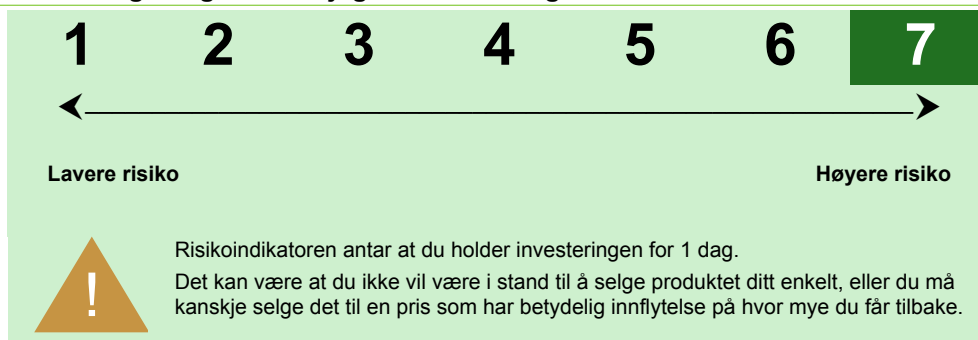 1 2 3 4 5 6 7
Lavere risiko Høyere risiko
!
Risikoindikatoren antar at du holder investeringen for 1 dag.
Det kan være at du ikke vil være i stand til å selge produktet ditt enkelt, eller du må
kanskje selge det til en pris som har betydelig innflytelse på hvor mye du får tilbake.